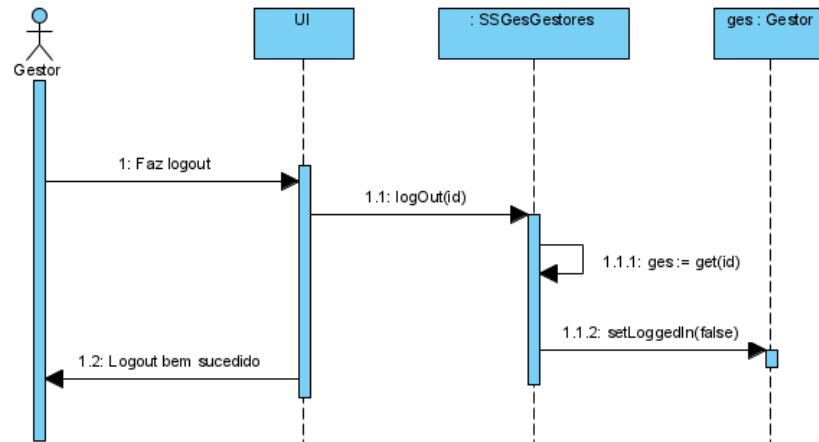 UI
: SSGesGestores
ges : Gestor
Gestor
1: Faz logout
1.1: logOut(id)
1.1.1: ges := get(id)
1.1.2: setLoggedIn(false)
1.2: Logout bem sucedido